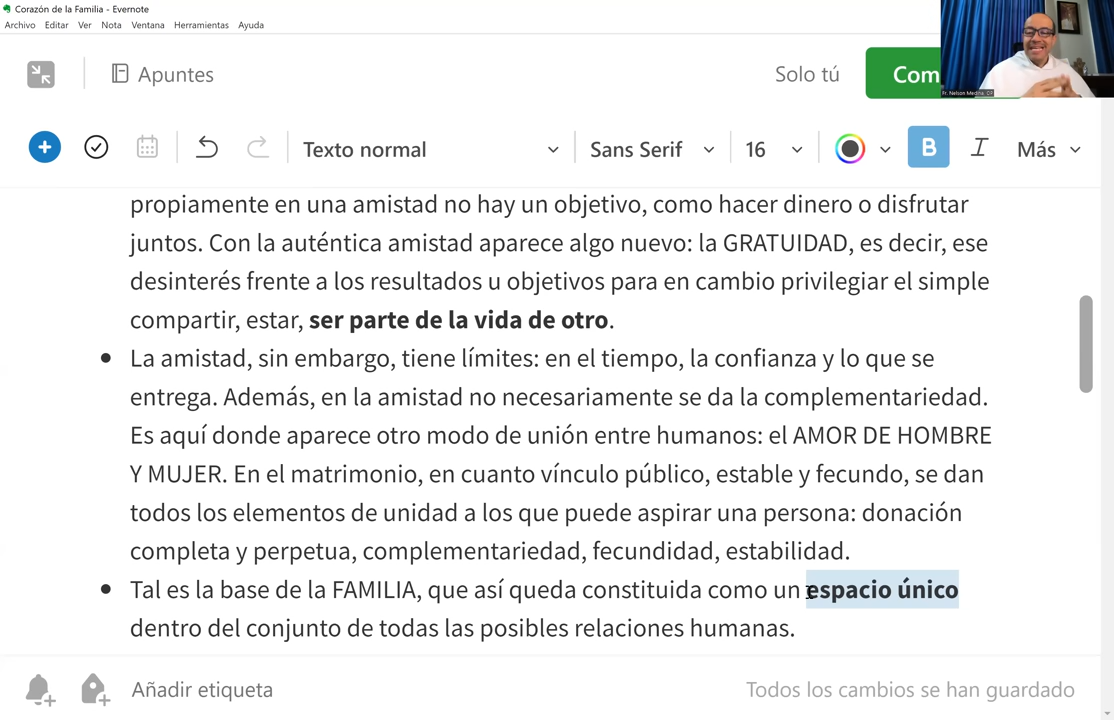 Corazón de la Familia - Evernote
Archivo Editar Ver Nota Ventana Herramientas Ayuda
Apuntes Solo tú Com
Fr. Nelson Medina, OP
Texto normal Sans Serif 16 B I Más
propiamente en una amistad no hay un objetivo, como hacer dinero o disfrutar
juntos. Con la auténtica amistad aparece algo nuevo: la GRATUIDAD, es decir, ese
desinterés frente a los resultados u objetivos para en cambio privilegiar el simple
compartir, estar, ser parte de la vida de otro.
• La amistad, sin embargo, tiene límites: en el tiempo, la confianza y lo que se
entrega. Además, en la amistad no necesariamente se da la complementariedad.
Es aquí donde aparece otro modo de unión entre humanos: el AMOR DE HOMBRE
Y MUJER. En el matrimonio, en cuanto vínculo público, estable y fecundo, se dan
todos los elementos de unidad a los que puede aspirar una persona: donación
completa y perpetua, complementariedad, fecundidad, estabilidad.
• Tal es la base de la FAMILIA, que así queda constituida como un espacio único
dentro del conjunto de todas las posibles relaciones humanas.
Añadir etiqueta Todos los cambios se han guardado